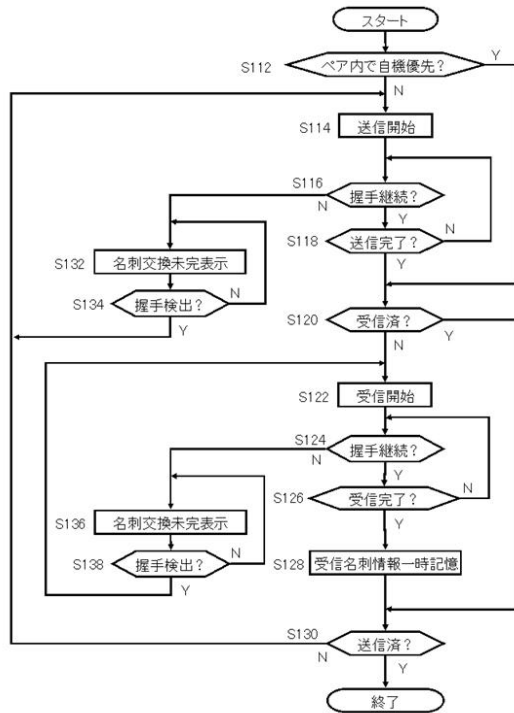 スタート
S112
ペア内で自機優先？
Y
N
S114
送信開始
S116
握手継続？
N
Y
S118
送信完了？
N
Y
S132
名刺交換未完表示
S134
握手検出？
N
Y
S120
受信済？
Y
N
S122
受信開始
S124
握手継続？
N
Y
S126
受信完了？
N
Y
S136
名刺交換未完表示
S138
握手検出？
N
Y
S128
受信名刺情報一時記憶
S130
送信済？
N
Y
終了